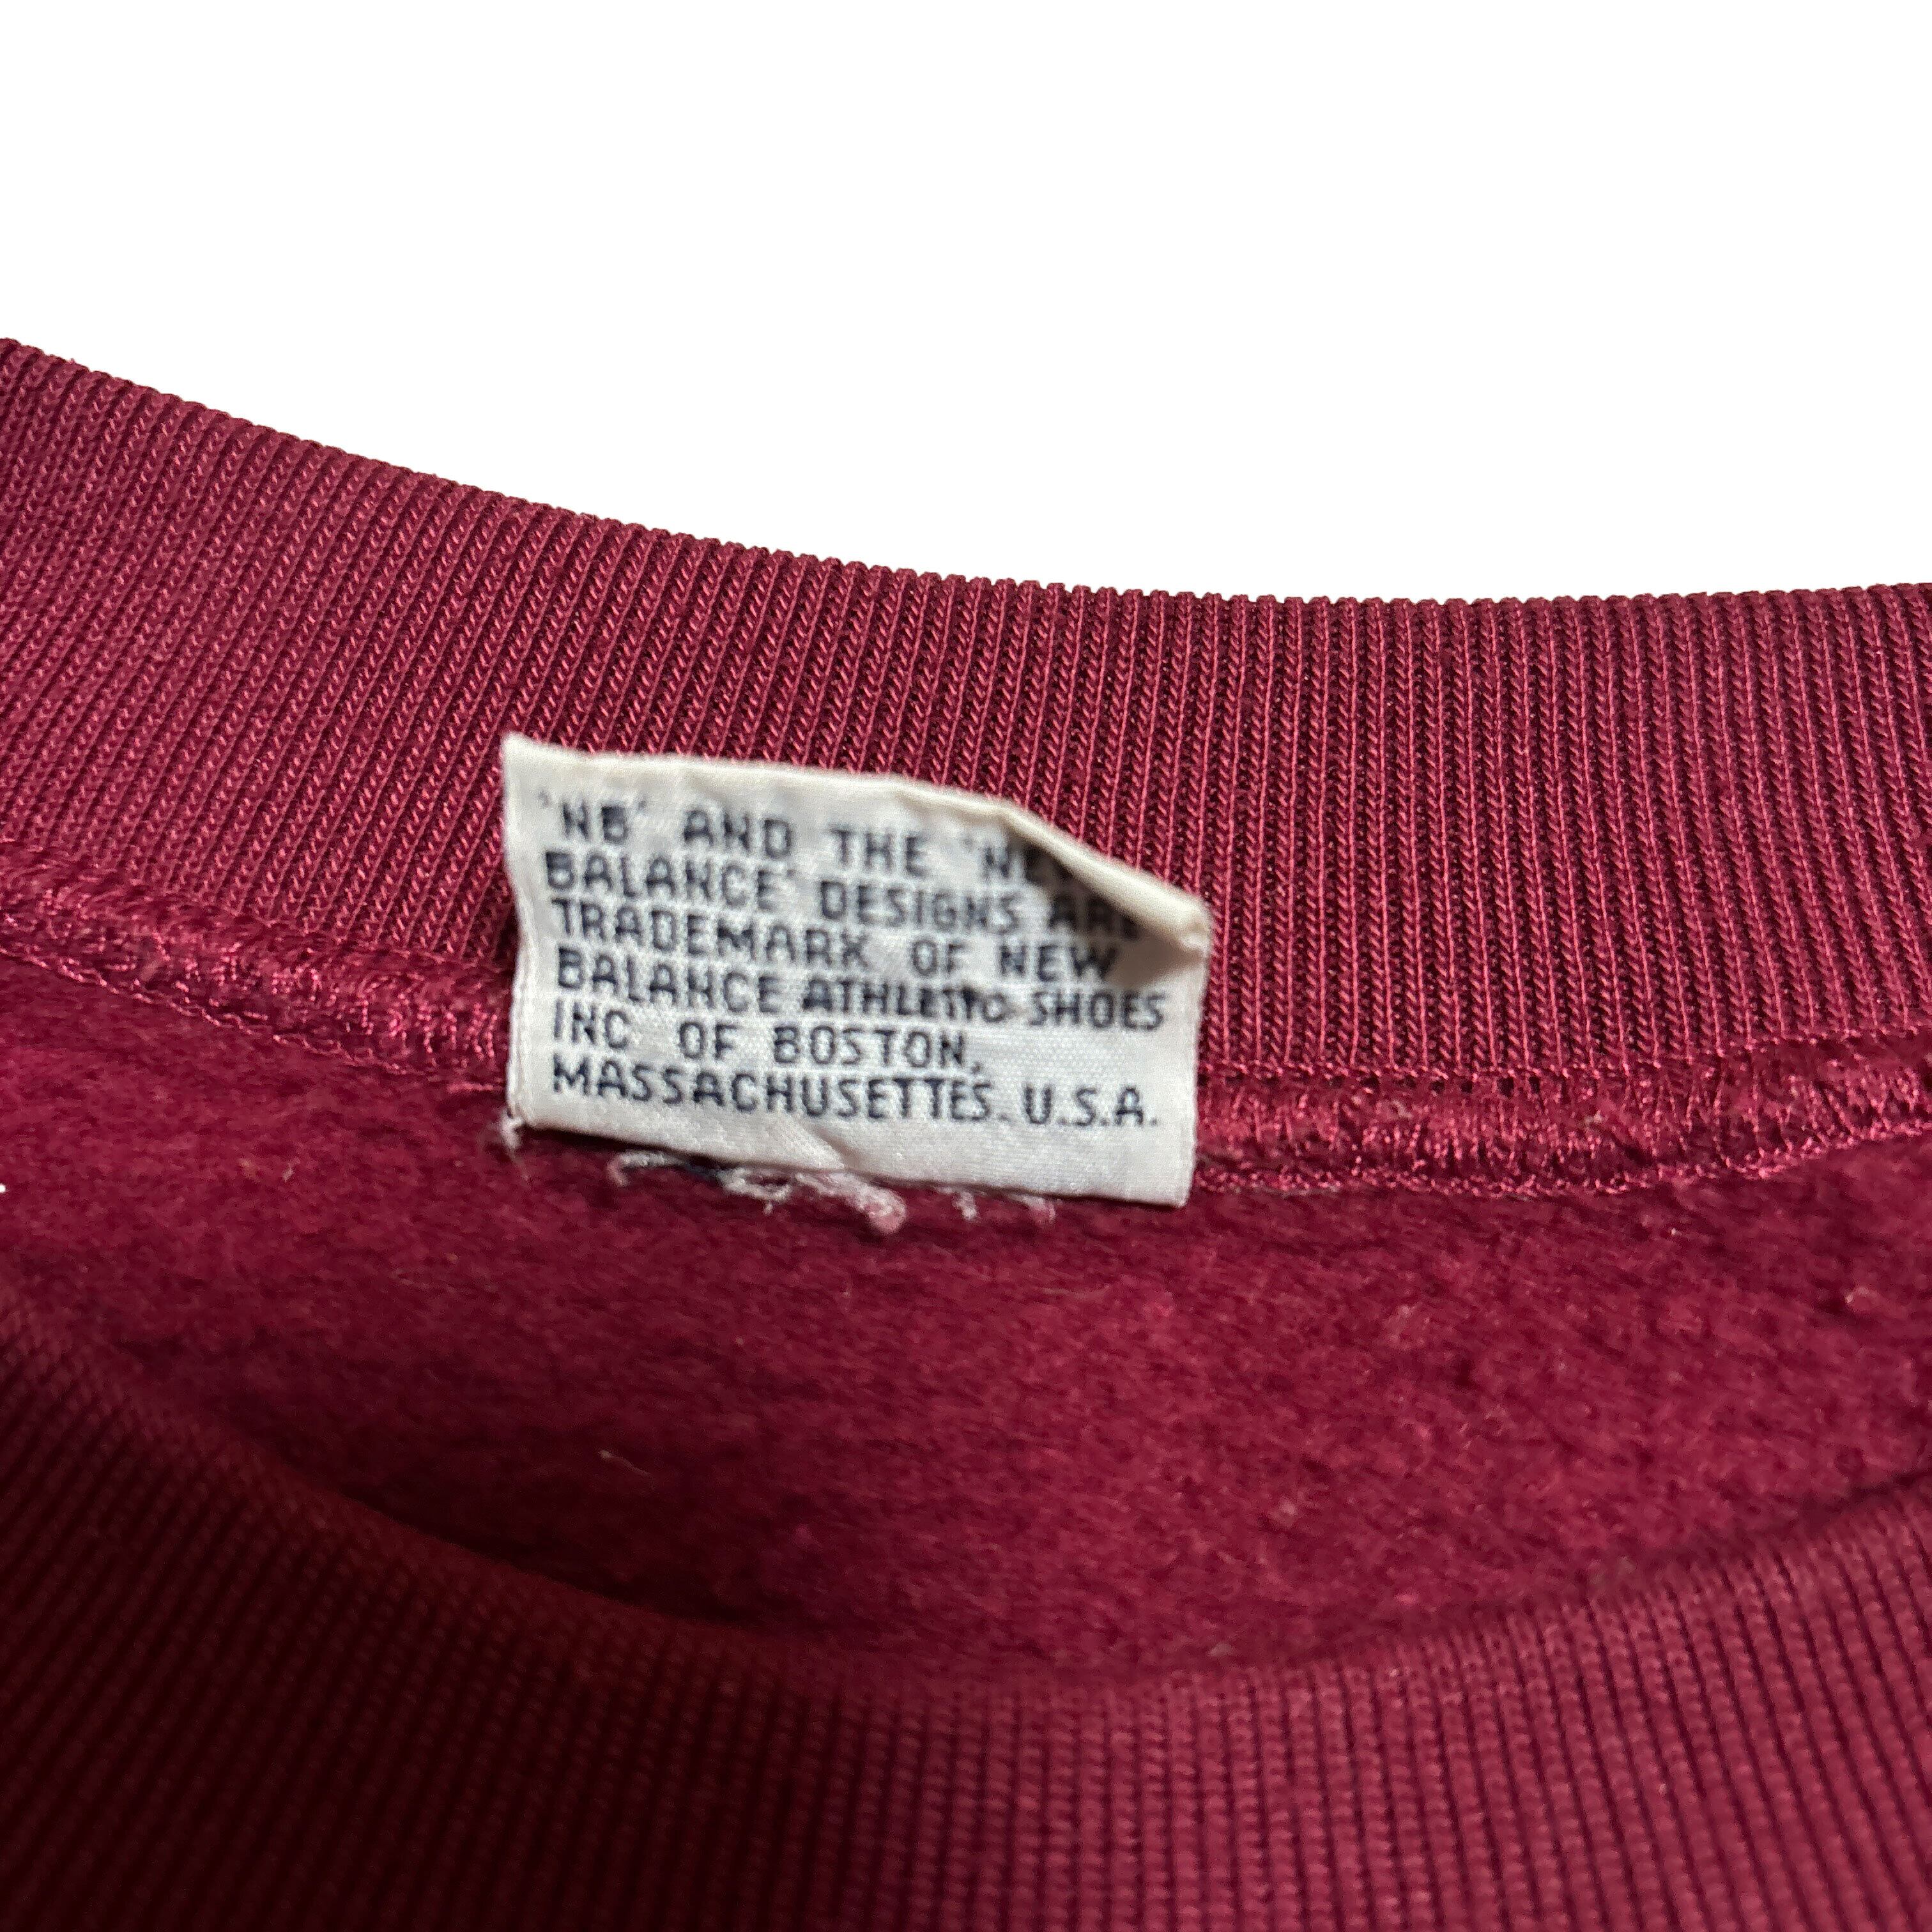 'NB' AND THE 'NEW
BALANCE' DESIGNS ARE
TRADEMARK OF NEW
BALANCE ATHLETIC SHOES
INC OF BOSTON,
MASSACHUSETTES. U.S.A.